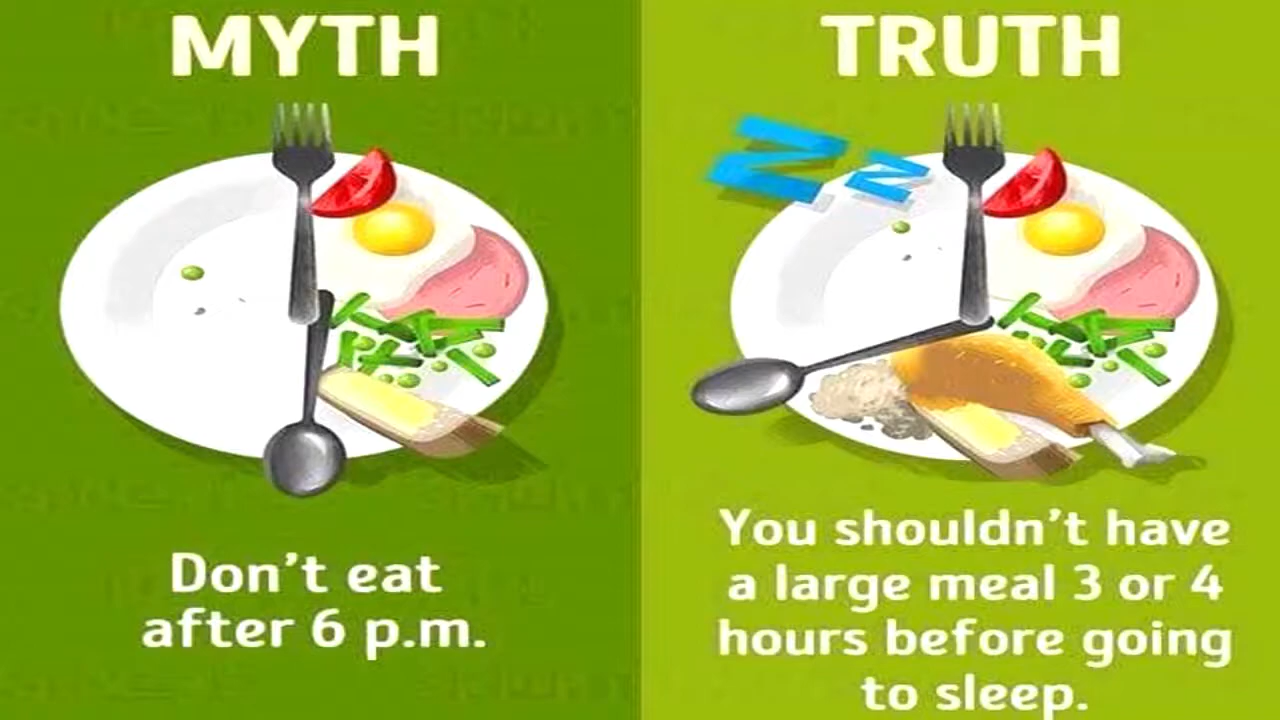 MYTH
Don't eat
after 6 p.m.
TRUTH
You shouldn't have
a large meal 3 or 4
hours before going
to sleep.